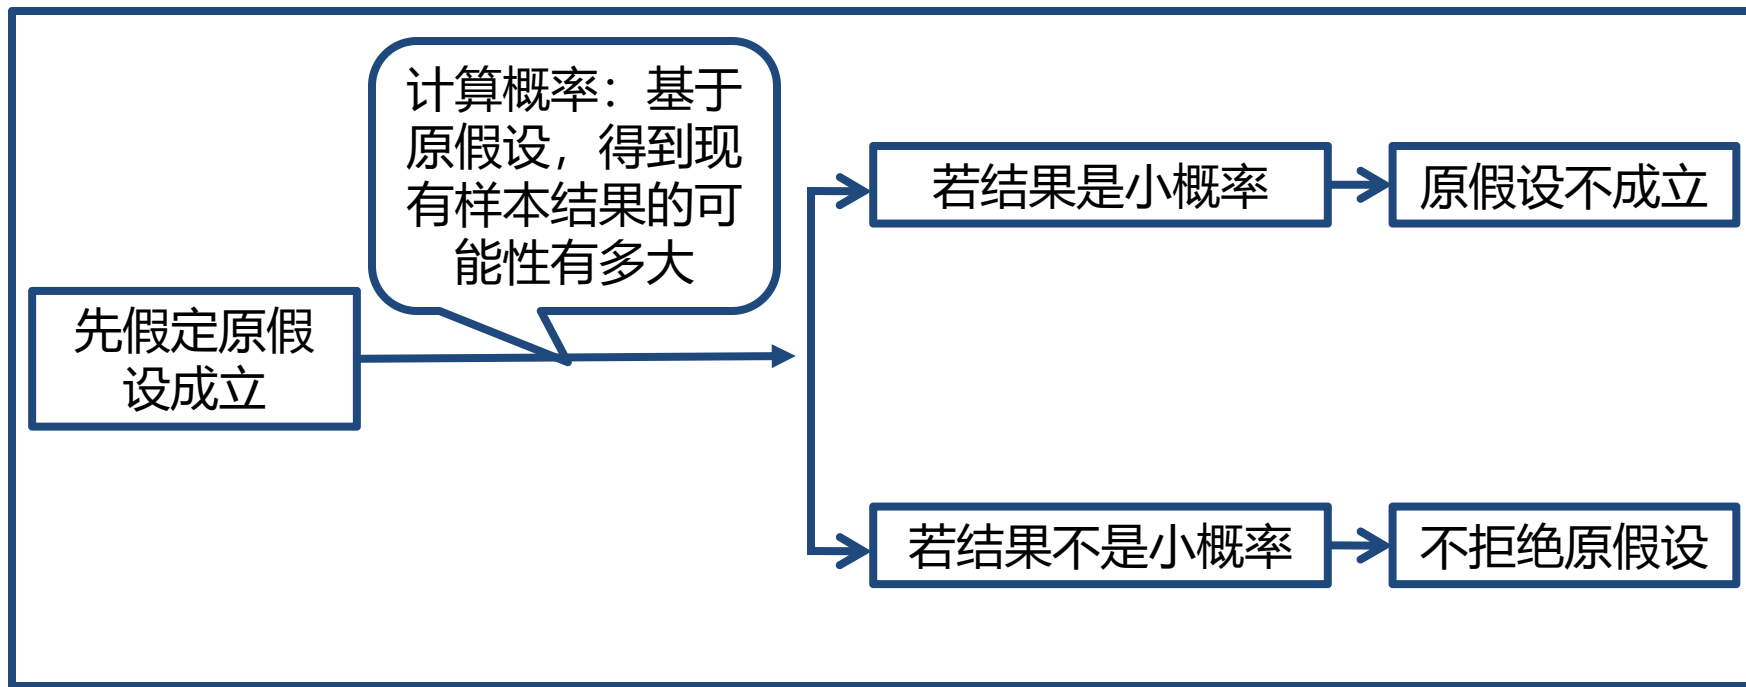 计算概率：基于
原假设，得到现
有样本结果的可
能性有多大
先假定原假
设成立
若结果是小概率
原假设不成立
若结果不是小概率
不拒绝原假设